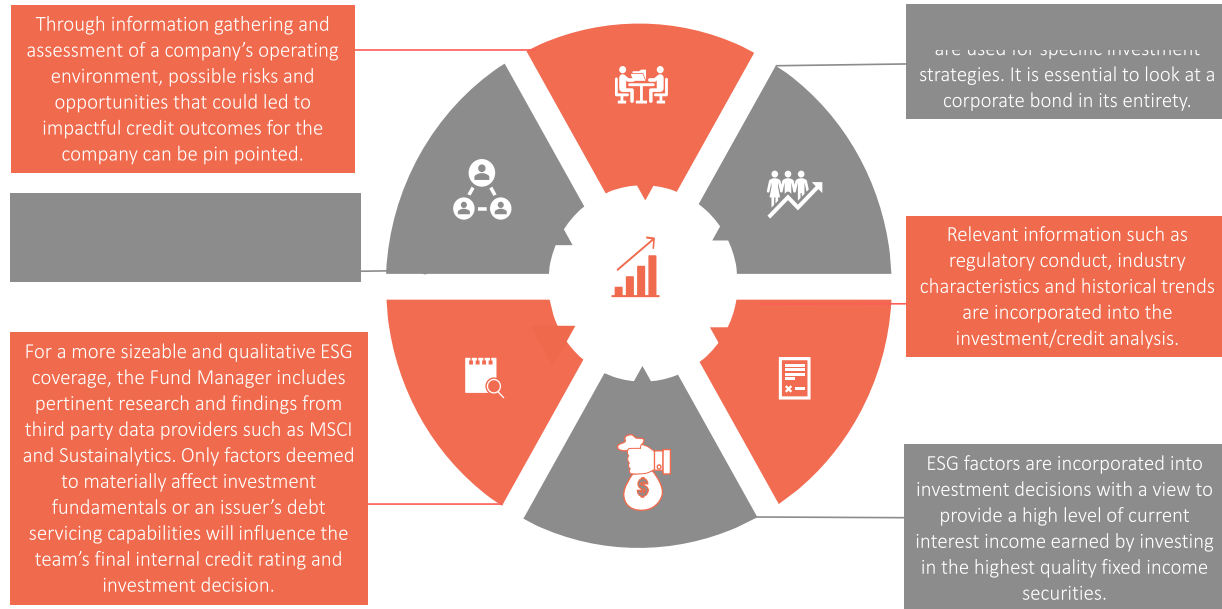 Through information gathering and
assessment of a company's operating
environment, possible risks and
opportunities that could led to
impactful credit outcomes for the
company can be pin pointed.
are used for specific investment
strategies. It is essential to look at a
corporate bond in its entirety.
Relevant information such as
regulatory conduct, industry
characteristics and historical trends
are incorporated into the
investment/credit analysis.
For a more sizeable and qualitative ESG
coverage, the Fund Manager includes
pertinent research and findings from
third party data providers such as MSCI
and Sustainalytics. Only factors deemed
to materially affect investment
fundamentals or an issuer's debt
servicing capabilities will influence the
team's final internal credit rating and
investment decision.
$
ESG factors are incorporated into
investment decisions with a view to
provide a high level of current
interest income earned by investing
in the highest quality fixed income
securities.